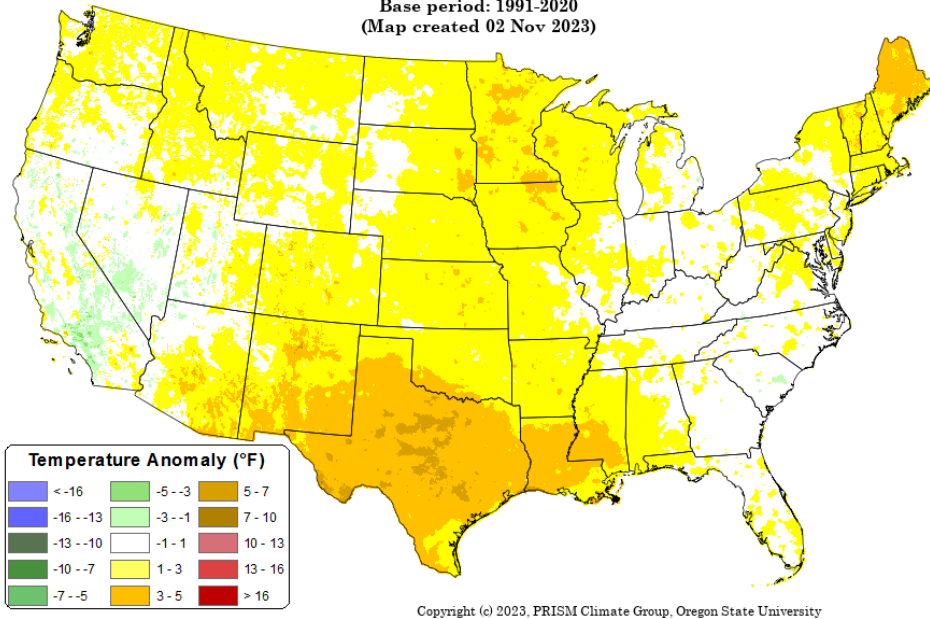 Base period: 1991-2020
(Map created 02 Nov 2023)
Temperature Anomaly (°F)
< -16
-5 - -3
5 - 7
-16 - -13
-3 - -1
7 - 10
-13 - -10
-1 - 1
10 - 13
-10 - -7
1 - 3
13 - 16
-7 - -5
3 - 5
> 16
Copyright (c) 2023, PRISM Climate Group, Oregon State University